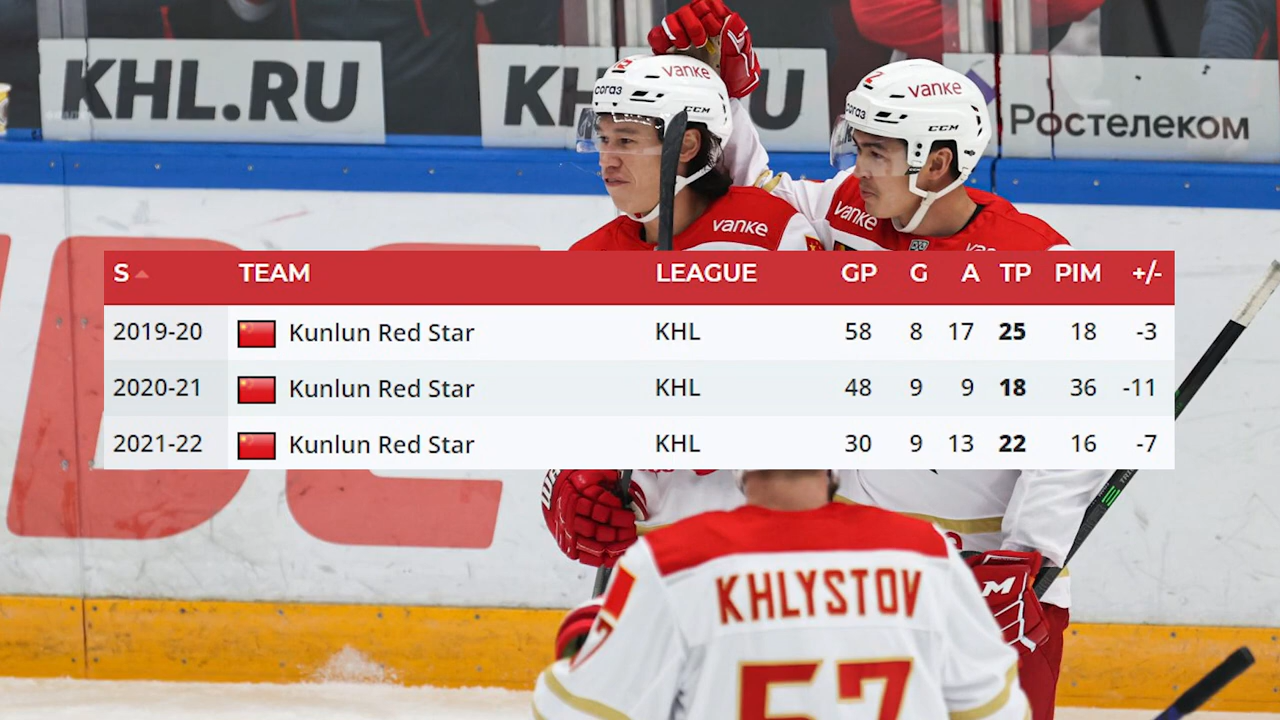 KHL.RU
KH U
Ростелеком
vanke
vanke
ccm
ccm
vanke
vanke
S TEAM LEAGUE GP G A TP PIM +/-
2019-20 Kunlun Red Star KHL 58 8 17 25 18 -3
2020-21 Kunlun Red Star KHL 48 9 9 18 36 -11
2021-22 Kunlun Red Star KHL 30 9 13 22 16 -7
KHLYSTOV
57